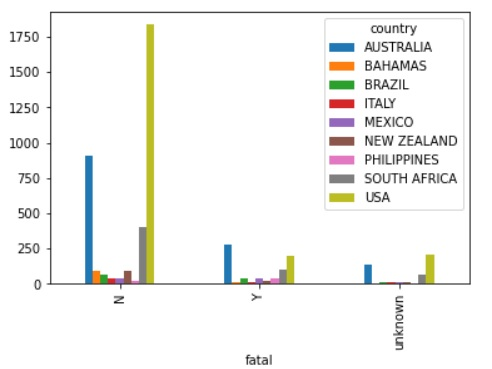 country
AUSTRALIA
BAHAMAS
BRAZIL
ITALY
MEXICO
NEW ZEALAND
PHILIPPINES
SOUTH AFRICA
USA
1750
1500
1250
1000
750
500
250
0
N
Y
unknown
fatal